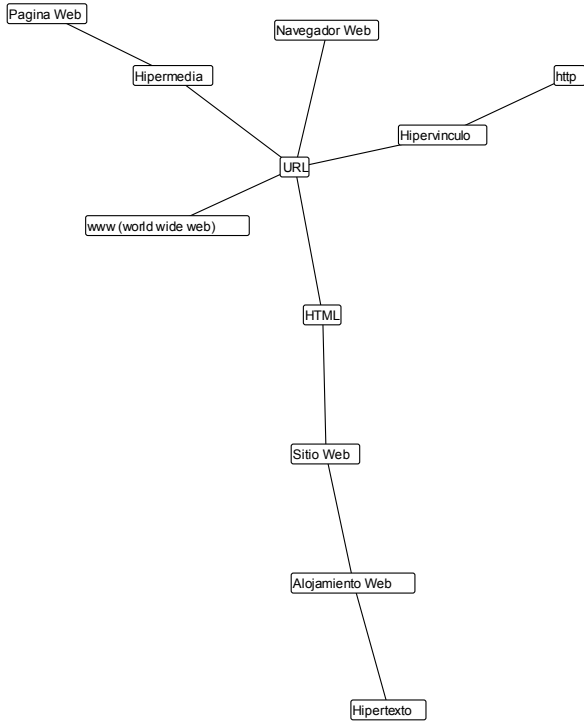 Pagina Web
Navegador Web
Hipermedia
http
Hipervinculo
URL
www (world wide web)
HTML
Sitio Web
Alojamiento Web
Hipertexto